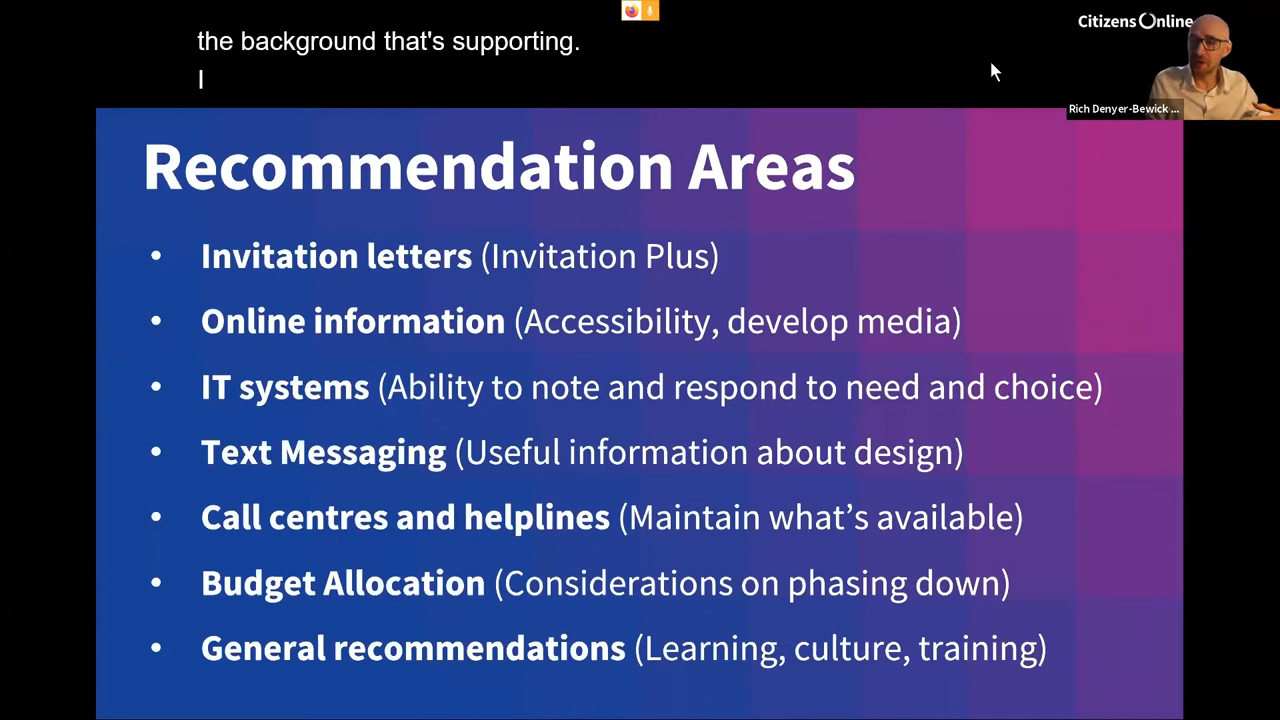 the background that's supporting.
I
Citizens Online
Rich Denyer-Bewick ...
Recommendation Areas
• Invitation letters (Invitation Plus)
• Online information (Accessibility, develop media)
• IT systems (Ability to note and respond to need and choice)
• Text Messaging (Useful information about design)
• Call centres and helplines (Maintain what’s available)
• Budget Allocation (Considerations on phasing down)
• General recommendations (Learning, culture, training)